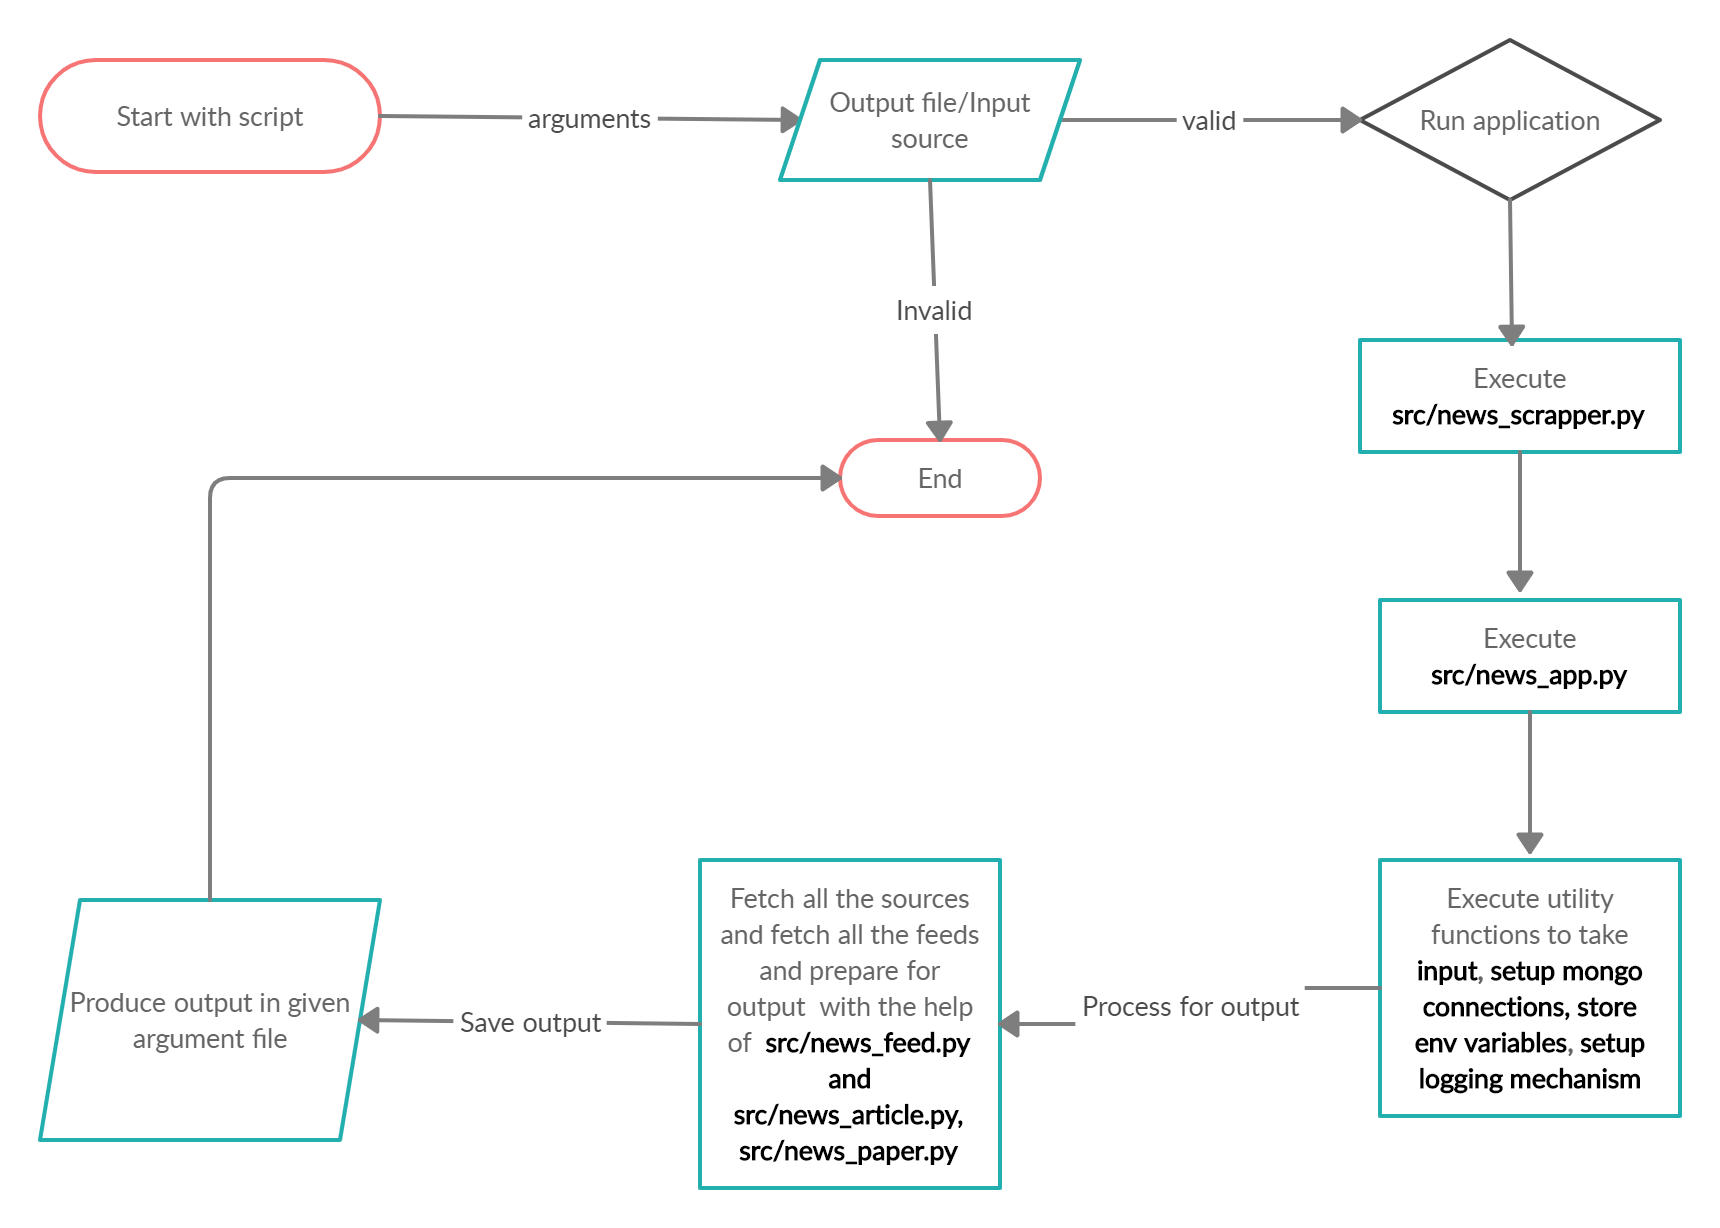 Start with script
arguments
Output file/Input
source
valid
Run application
Invalid
End
Execute
src/news_scrapper.py
Execute
src/news_app.py
Execute utility
functions to take
input, setup mongo
connections, store
env variables, setup
logging mechanism
Process for output
Fetch all the sources
and fetch all the feeds
and prepare for
output  with the help
of  src/news_feed.py
and
src/news_article.py,
src/news_paper.py
Save output
Produce output in given
argument file